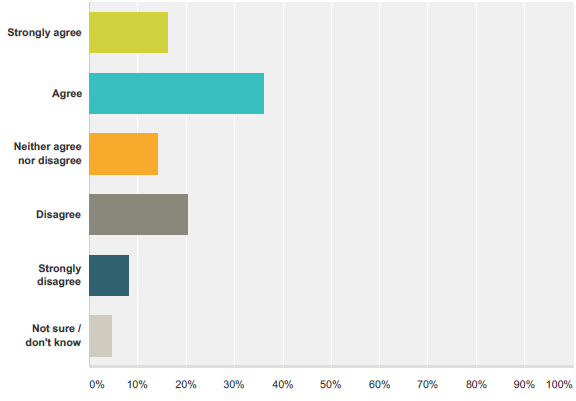 Strongly agree
Agree
Neither agree
nor disagree
Disagree
Strongly
disagree
Not sure /
don't know
0% 10% 20% 30% 40% 50% 60% 70% 80% 90% 100%